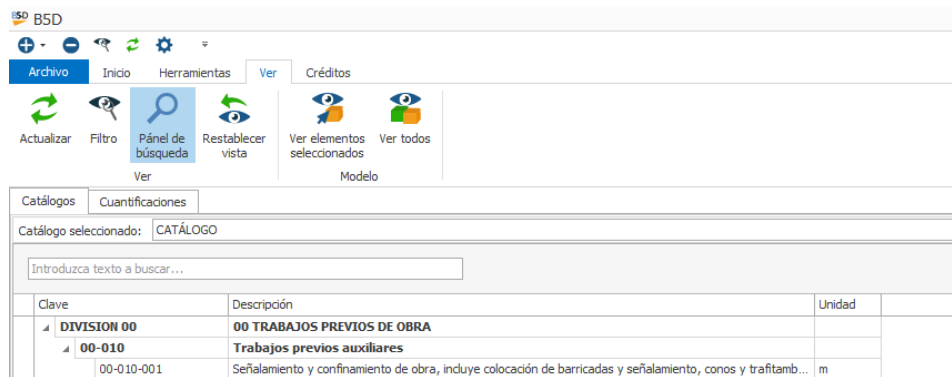 B5D B5D
Archivo Inicio Herramientas Ver Créditos
Actualizar Filtro Pánel de búsqueda Restablecer vista Ver elementos seleccionados Ver todos
Ver Modelo
Catálogos Cuantificaciones
Catálogo seleccionado: CATÁLOGO
Introduzca texto a buscar...
Clave Descripción Unidad
DIVISION 00 00 TRABAJOS PREVIOS DE OBRA
00-010 Trabajos previos auxiliares
00-010-001 Señalamiento y confinamiento de obra, incluye colocación de barricadas y señalamiento, conos y trafitamb... m